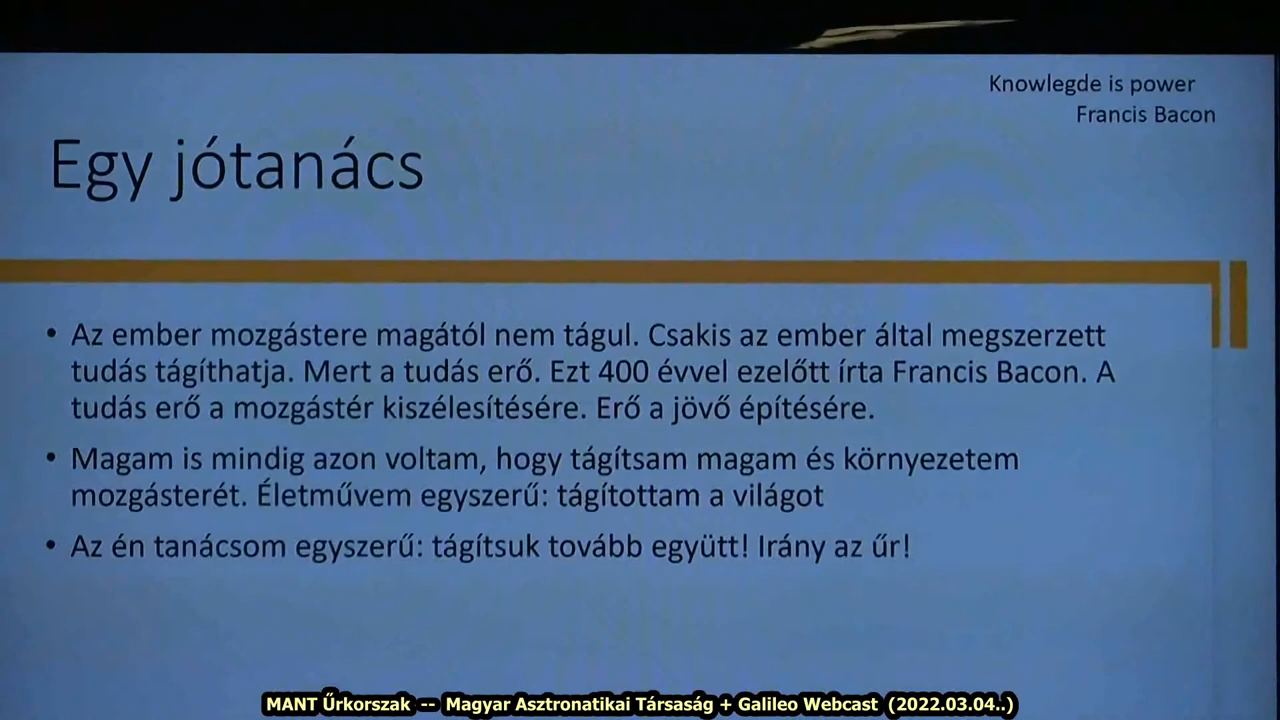 Knowlegde is power
Francis Bacon
Egy jótanács
• Az ember mozgástere magától nem tágul. Csakis az ember által megszerzett
tudás tágíthatja. Mert a tudás erő. Ezt 400 évvel ezelőtt írta Francis Bacon. A
tudás erő a mozgástér kiszélesítésére. Erő a jövő építésére.
• Magam is mindig azon voltam, hogy tágítsam magam és környezetem
mozgásterét. Életművem egyszerű: tágítottam a világot
• Az én tanácsom egyszerű: tágítsuk tovább együtt! Irány az űr!
MANT Űrkorszak -- Magyar Asztronatikai Társaság + Galileo Webcast (2022.03.04..)